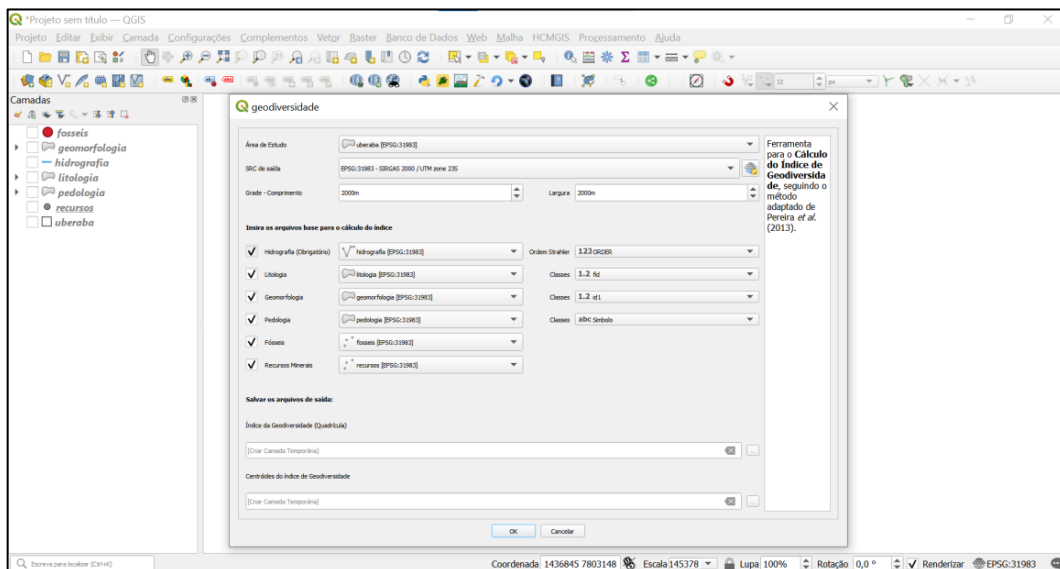 *Projeto sem título — QGIS
Projeto Editar Exibir Camada Configurações Complementos Vetor Raster Banco de Dados Web Malha HCMGIS Processamento Ajuda
Camadas
fosseis
geomorfologia
hidrografia
litologia
pedologia
recursos
uberaba
geodiversidade
Área de Estudo
uberaba [EPSG:31983]
SRC de saída
EPSG:31983 - SIRGAS 2000 / UTM zone 23S
Grade - Comprimento 2000m Largura 2000m
Insira os arquivos base para o cálculo do índice
Hidrografia (Obrigatório) hidrografia [EPSG:31983] Ordem Strahler 123 ORDER
Litologia litologia [EPSG:31983] Classes 1.2 fid
Geomorfologia geomorfologia [EPSG:31983] Classes 1.2 id1
Pedologia pedologia [EPSG:31983] Classes abc Simbolo
Fósseis fosseis [EPSG:31983]
Recursos Minerais recursos [EPSG:31983]
Salvar os arquivos de saída:
Índice da Geodiversidade (Quadrícula)
[Criar Camada Temporária]
Centróides do índice de Geodiversidade
[Criar Camada Temporária]
OK Cancelar
Ferramenta
para o Cálculo
do Índice de
Geodiversida
de, seguindo o
método
adaptado de
Pereira et al.
(2013).
Escreva para localizar (Ctrl+K)
Coordenada 1436845 7803148 Escala 145378 Lupa 100% Rotação 0,0 ° Renderizar EPSG:31983